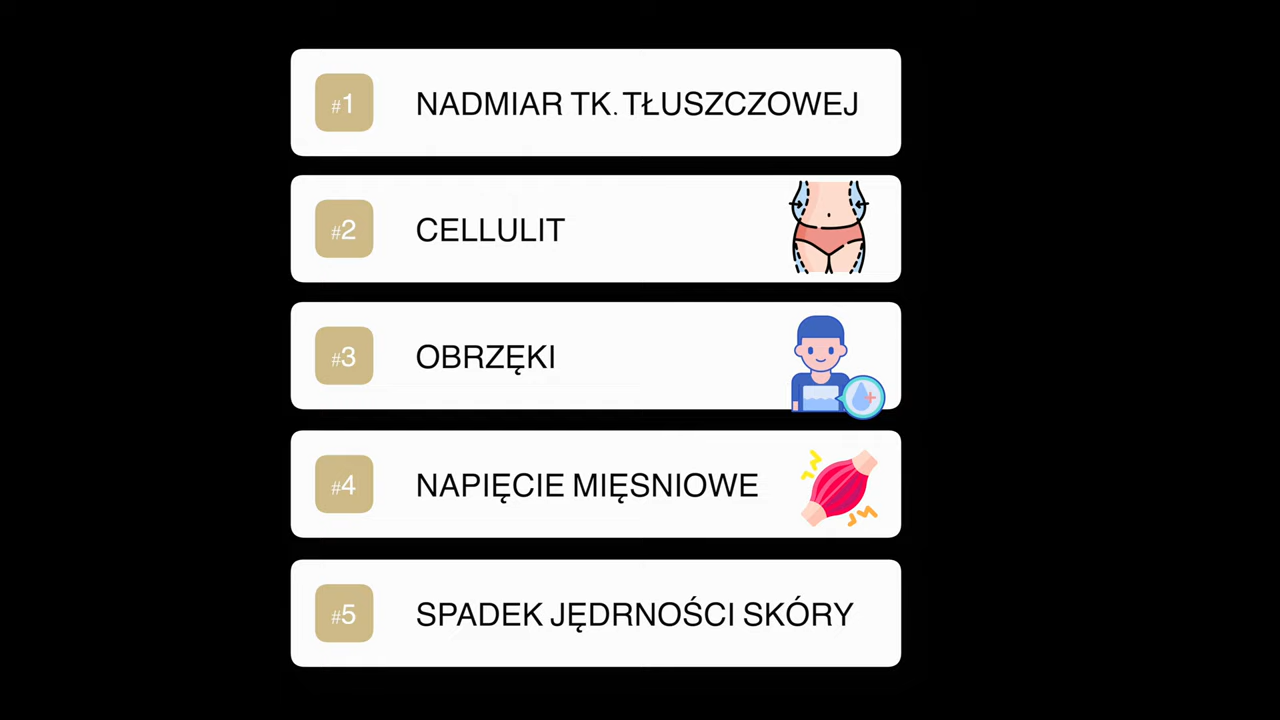 #1 NADMIAR TK. TŁUSZCZOWEJ
#2 CELLULIT
#3 OBRZĘKI
#4 NAPIĘCIE MIĘSNIOWE
#5 SPADEK JĘDRNOŚCI SKÓRY